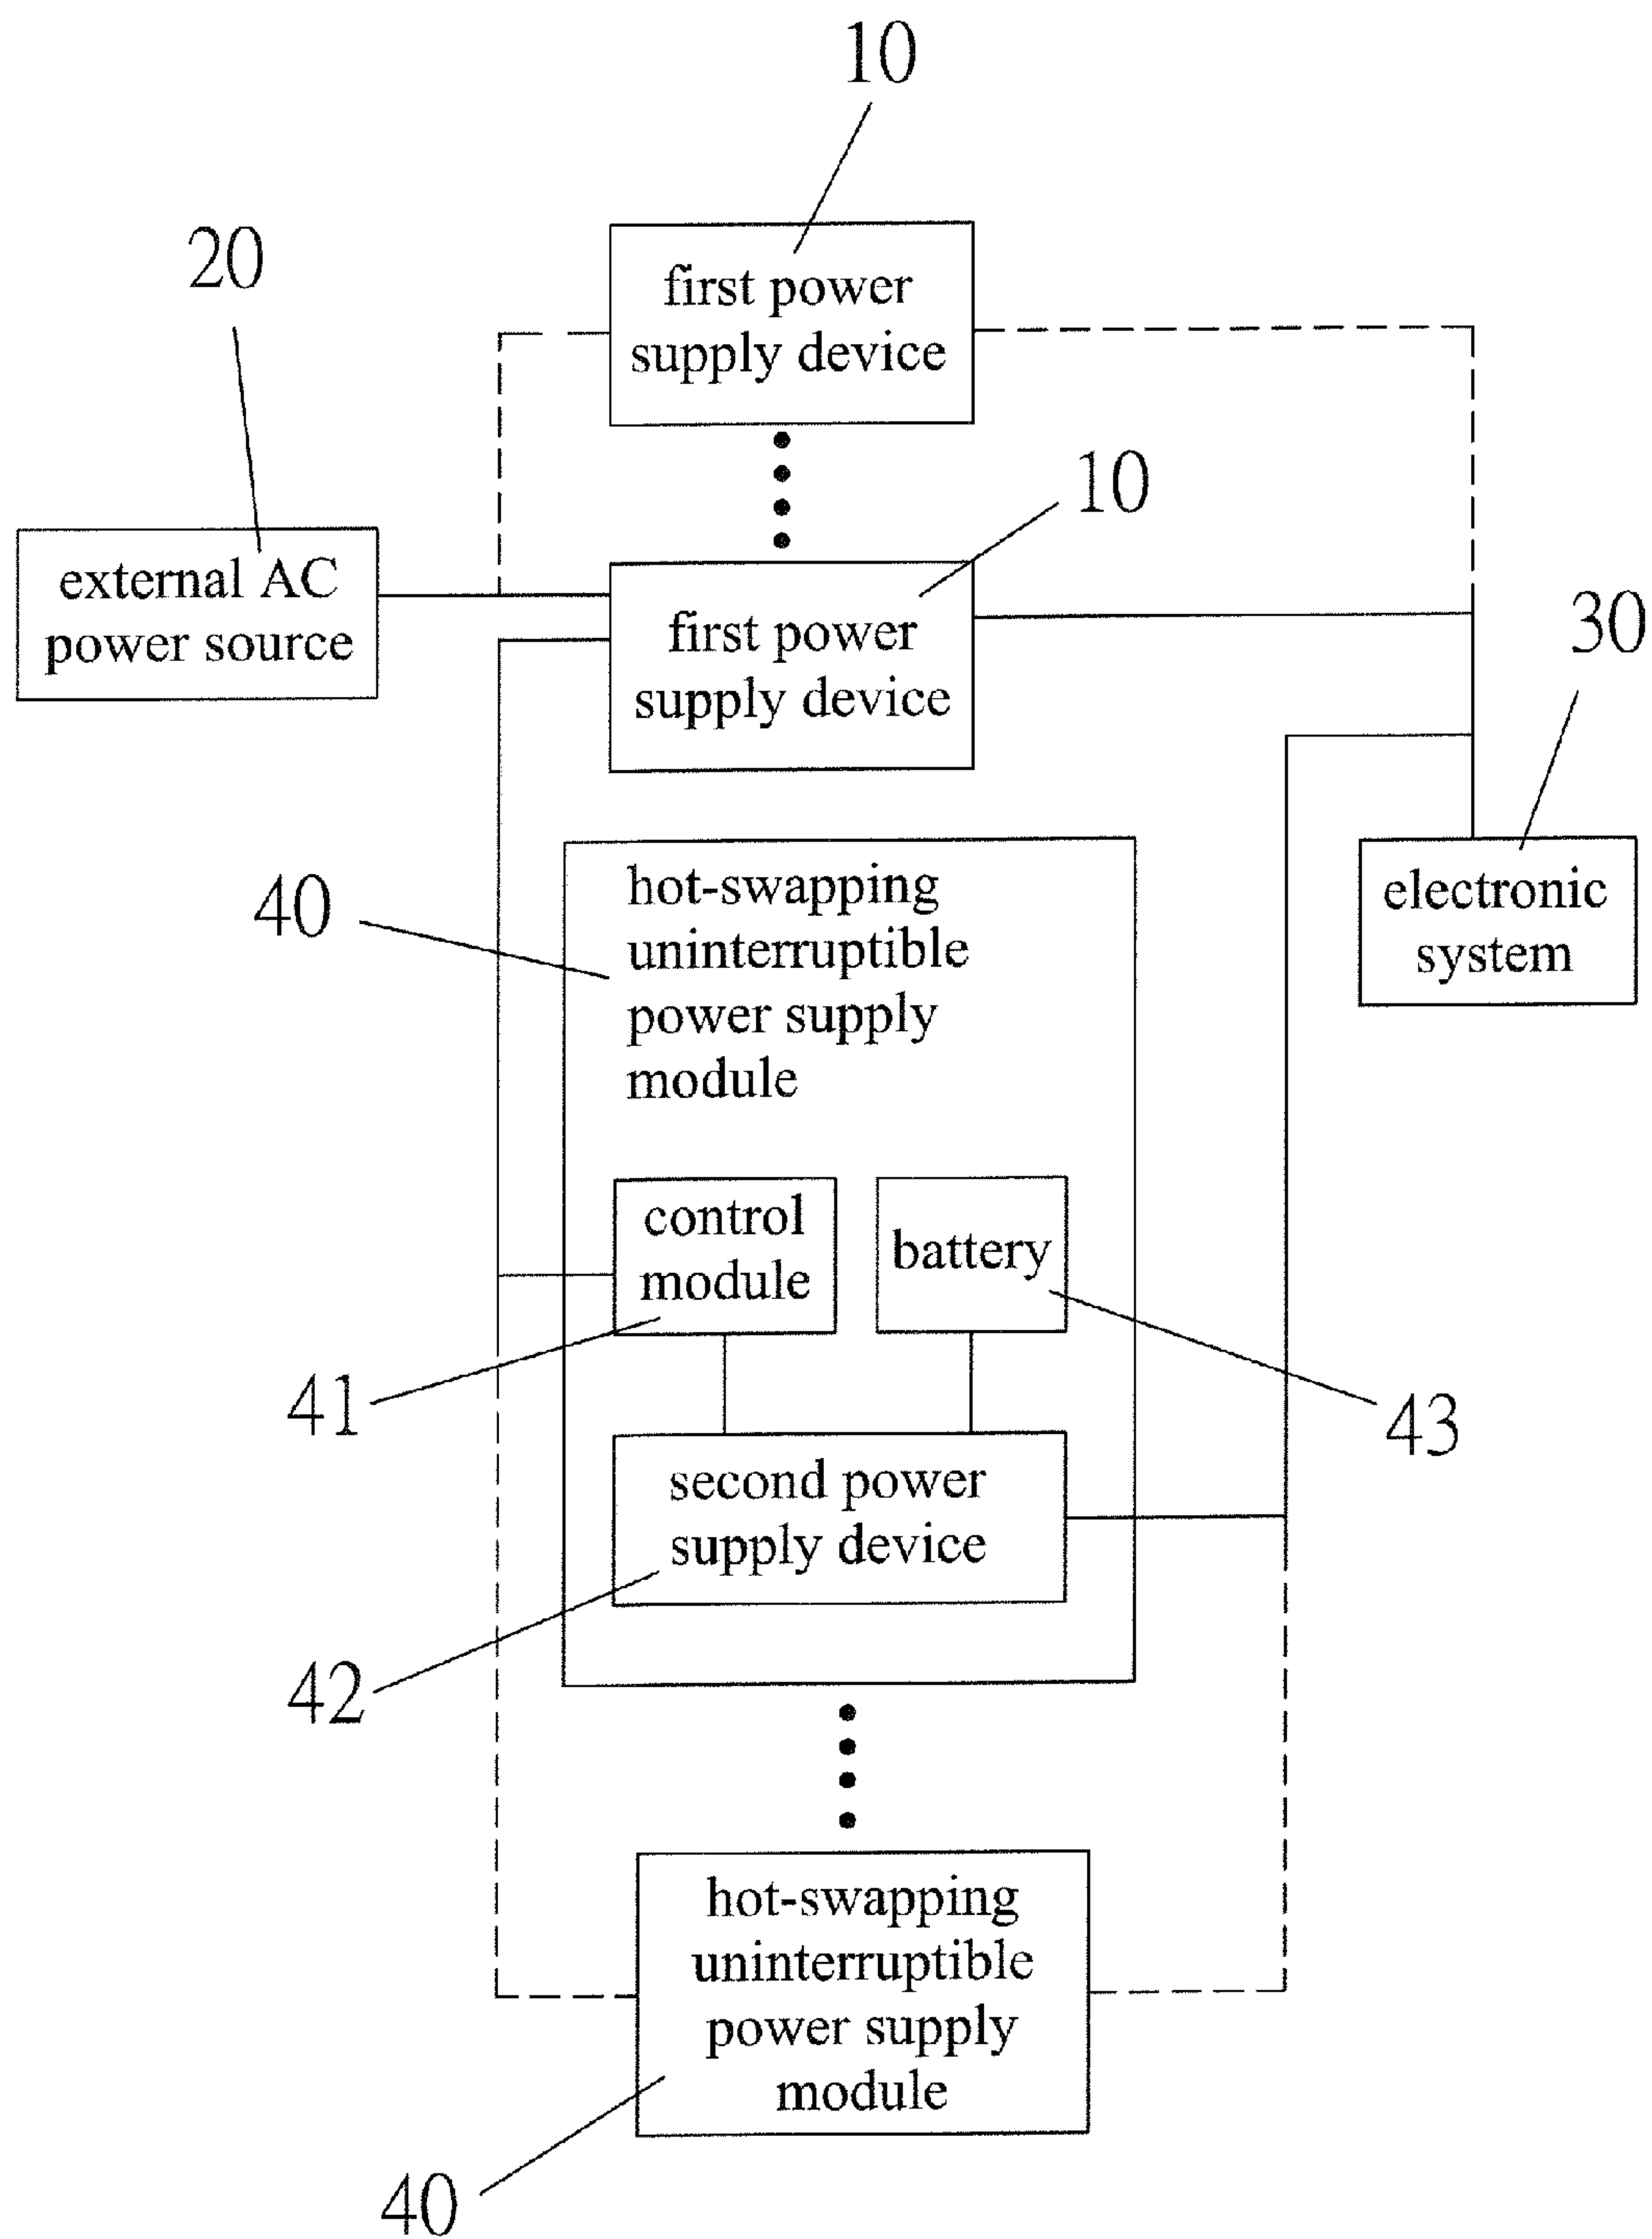 10
20
first power
supply device
10
external AC
power source
first power
supply device
30
40
hot-swapping
uninterruptible
power supply
module
electronic
system
control
module
battery
41
43
second power
supply device
42
hot-swapping
uninterruptible
power supply
module
40